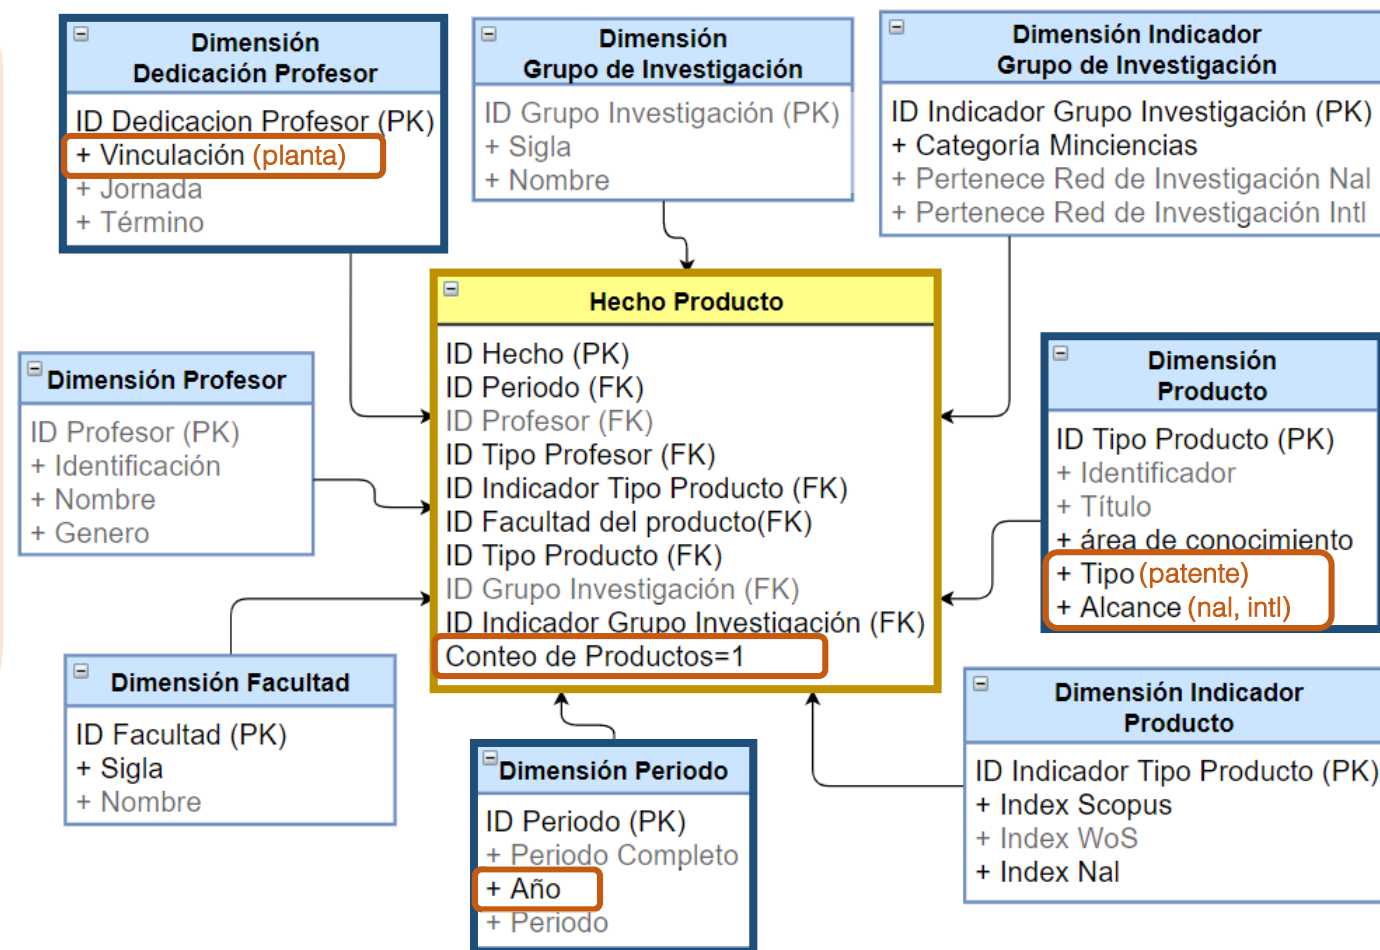 Dimensión
Dedicación Profesor
ID Dedicacion Profesor (PK)
+ Vinculación (planta)
+ Jornada
+ Término
Dimensión
Grupo de Investigación
ID Grupo Investigación (PK)
+ Sigla
+ Nombre
Dimensión Indicador
Grupo de Investigación
ID Indicador Grupo Investigación (PK)
+ Categoría Minciencias
+ Pertenece Red de Investigación Nal
+ Pertenece Red de Investigación Intl
Hecho Producto
ID Hecho (PK)
ID Periodo (FK)
ID Profesor (FK)
ID Tipo Profesor (FK)
ID Indicador Tipo Producto (FK)
ID Facultad del producto(FK)
ID Tipo Producto (FK)
ID Grupo Investigación (FK)
ID Indicador Grupo Investigación (FK)
Conteo de Productos=1
Dimensión Profesor
ID Profesor (PK)
+ Identificación
+ Nombre
+ Genero
Dimensión
Producto
ID Tipo Producto (PK)
+ Identificador
+ Título
+ área de conocimiento
+ Tipo (patente)
+ Alcance (nal, intl)
Dimensión Facultad
ID Facultad (PK)
+ Sigla
+ Nombre
Dimensión Periodo
ID Periodo (PK)
+ Periodo Completo
+ Año
+ Periodo
Dimensión Indicador
Producto
ID Indicador Tipo Producto (PK)
+ Index Scopus
+ Index WoS
+ Index Nal